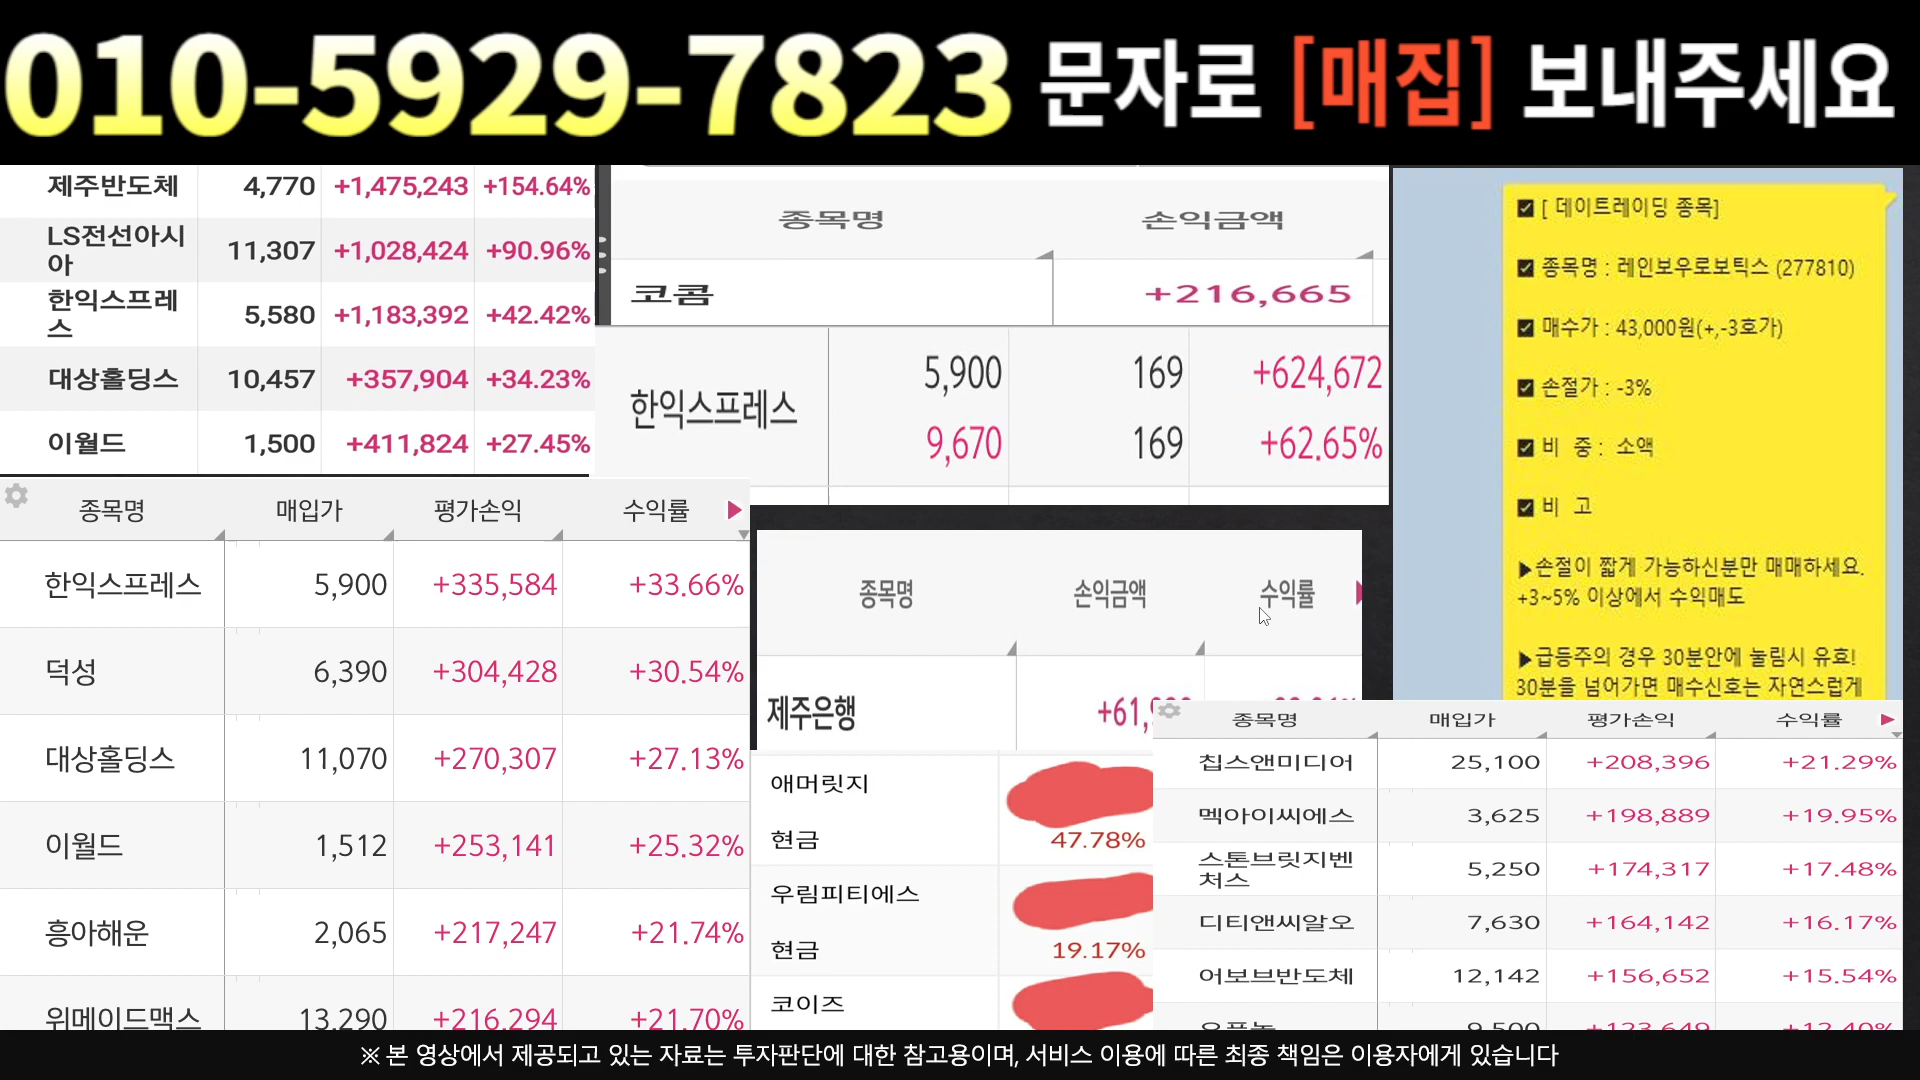 010-5929-7823 문자로 [매집] 보내주세요
제주반도체 4,770 +1,475,243 +154.64%
LS전선아시아 11,307 +1,028,424 +90.96%
한익스프레스 5,580 +1,183,392 +42.42%
대상홀딩스 10,457 +357,904 +34.23%
이월드 1,500 +411,824 +27.45%
종목명 손익금액
코콤 +216,665
한익스프레스 5,900 169 +624,672
9,670 169 +62.65%
☑ [ 데이트레이딩 종목]
☑ 종목명 : 레인보우로보틱스 (277810)
☑ 매수가 : 43,000원(+,-3호가)
☑ 손절가 : -3%
☑ 비 중 : 소액
☑ 비 고
▶손절이 짧게 가능하신분만 매매하세요.
+3~5% 이상에서 수익매도
▶급등주의 경우 30분안에 눌림시 유효!
30분을 넘어가면 매수신호는 자연스럽게
종목명 매입가 평가손익 수익률
한익스프레스 5,900 +335,584 +33.66%
덕성 6,390 +304,428 +30.54%
대상홀딩스 11,070 +270,307 +27.13%
이월드 1,512 +253,141 +25.32%
흥아해운 2,065 +217,247 +21.74%
위메이드맥스 13,290 +216,294 +21.70%
종목명 손익금액 수익률
제주은행
애머릿지
현금 47.78%
우림피티에스
현금 19.17%
코이즈
종목명 매입가 평가손익 수익률
칩스앤미디어 25,100 +208,396 +21.29%
멕아이씨에스 3,625 +198,889 +19.95%
스톤브릿지벤처스 5,250 +174,317 +17.48%
디티앤씨알오 7,630 +164,142 +16.17%
어보브반도체 12,142 +156,652 +15.54%
※ 본 영상에서 제공되고 있는 자료는 투자판단에 대한 참고용이며, 서비스 이용에 따른 최종 책임은 이용자에게 있습니다